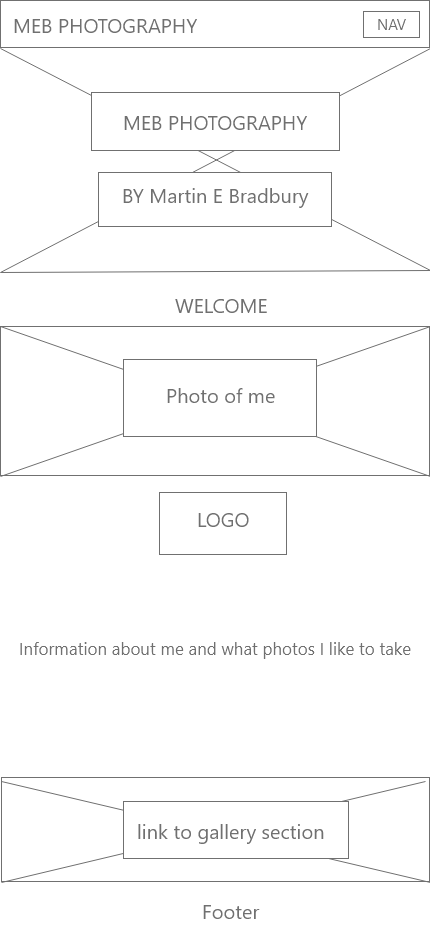 MEB PHOTOGRAPHY
NAV
MEB PHOTOGRAPHY
BY Martin E Bradbury
WELCOME
Photo of me
LOGO
Information about me and what photos I like to take
link to gallery section
Footer